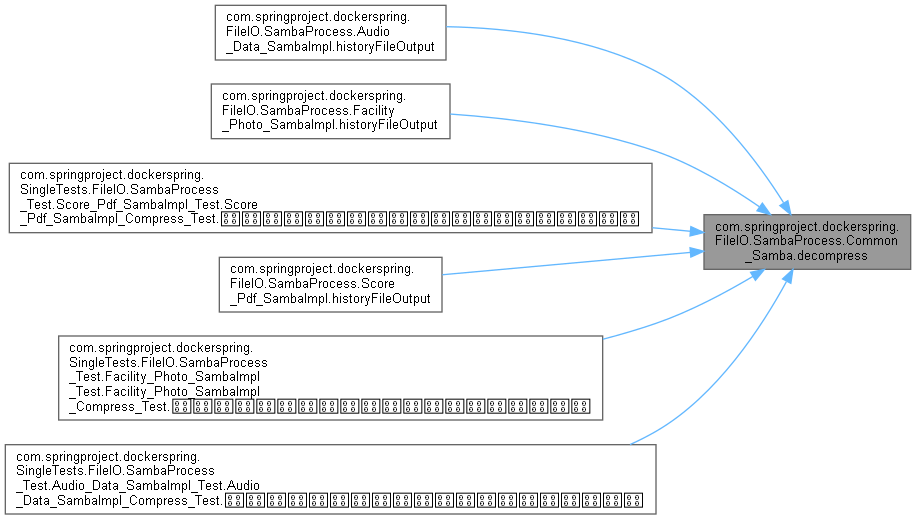 com.springproject.dockerspring.
FileIO.SambaProcess.Audio
_Data_SambaImpl.historyFileOutput
com.springproject.dockerspring.
FileIO.SambaProcess.Facility
_Photo_SambaImpl.historyFileOutput
com.springproject.dockerspring.
SingleTests.FileIO.SambaProcess
_Test.Score_Pdf_SambaImpl_Test.Score
_Pdf_SambaImpl_Compress_Test.
com.springproject.dockerspring.
FileIO.SambaProcess.Common
_Samba.decompress
com.springproject.dockerspring.
FileIO.SambaProcess.Score
_Pdf_SambaImpl.historyFileOutput
com.springproject.dockerspring.
SingleTests.FileIO.SambaProcess
_Test.Facility_Photo_SambaImpl
_Test.Facility_Photo_SambaImpl
_Compress_Test.
com.springproject.dockerspring.
SingleTests.FileIO.SambaProcess
_Test.Audio_Data_SambaImpl_Test.Audio
_Data_SambaImpl_Compress_Test.